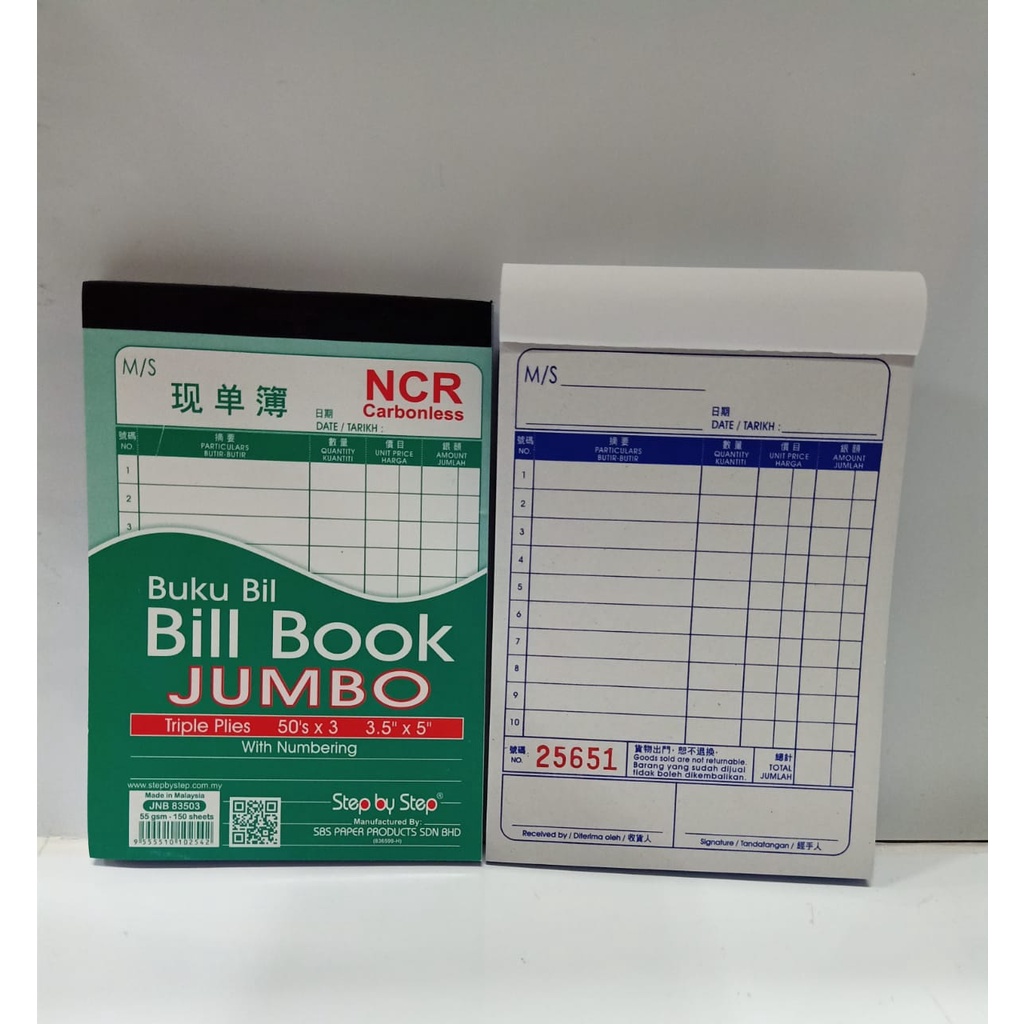 M/S
现单簿
NCR
Carbonless
日期
DATE / TARIKH :
號碼 摘要 數量 價目 銀額
NO. PARTICULARS QUANTITY UNIT PRICE AMOUNT
BUTIR-BUTIR KUANTITI HARGA JUMLAH
1
2
3
Buku Bil
Bill Book
JUMBO
Triple Plies 50's x 3 3.5" x 5"
With Numbering
www.stepbystep.com.my
Made in Malaysia
JNB 83503
55 gsm - 150 sheets
9 555510 102542
Step by Step®
Manufactured By:
SBS PAPER PRODUCTS SDN BHD
(636599-H)
M/S
日期
DATE / TARIKH :
號碼 摘要 數量 價目 銀額
NO. PARTICULARS QUANTITY UNIT PRICE AMOUNT
BUTIR-BUTIR KUANTITI HARGA JUMLAH
1
2
3
4
5
6
7
8
9
10
號碼 NO. 25651
貨物出門,恕不退換.
Goods sold are not returnable.
Barang yang sudah dijual
tidak boleh dikembalikan.
總計
TOTAL
JUMLAH
Received by / Diterima oleh / 收貨人
Signature / Tandatangan / 經手人